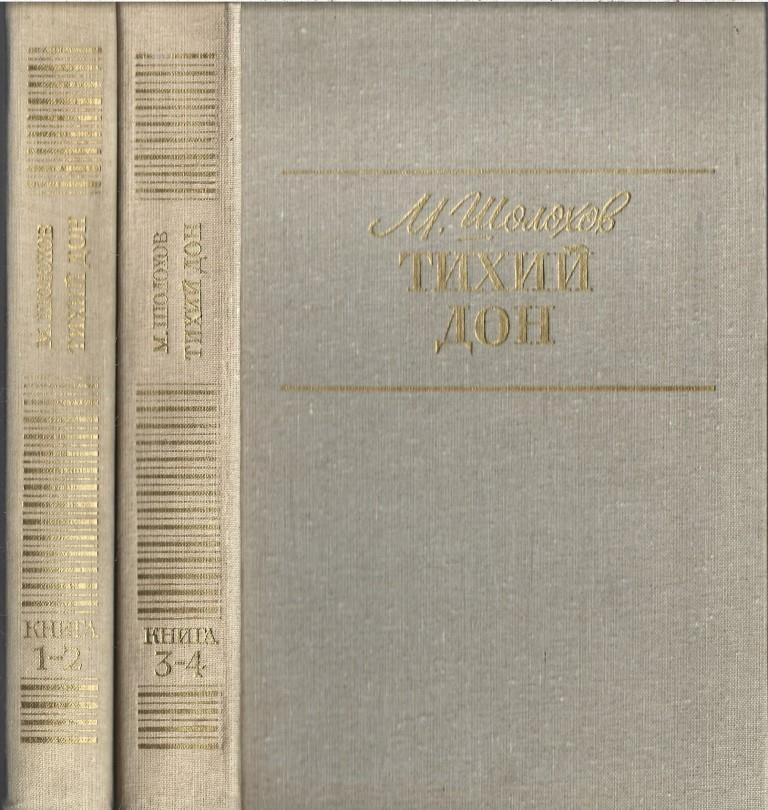 М. ШОЛОХОВ
ТИХИЙ ДОН
КНИГА
1-2
М. ШОЛОХОВ
ТИХИЙ ДОН
КНИГА
3-4
М. Шолохов
ТИХИЙ
ДОН